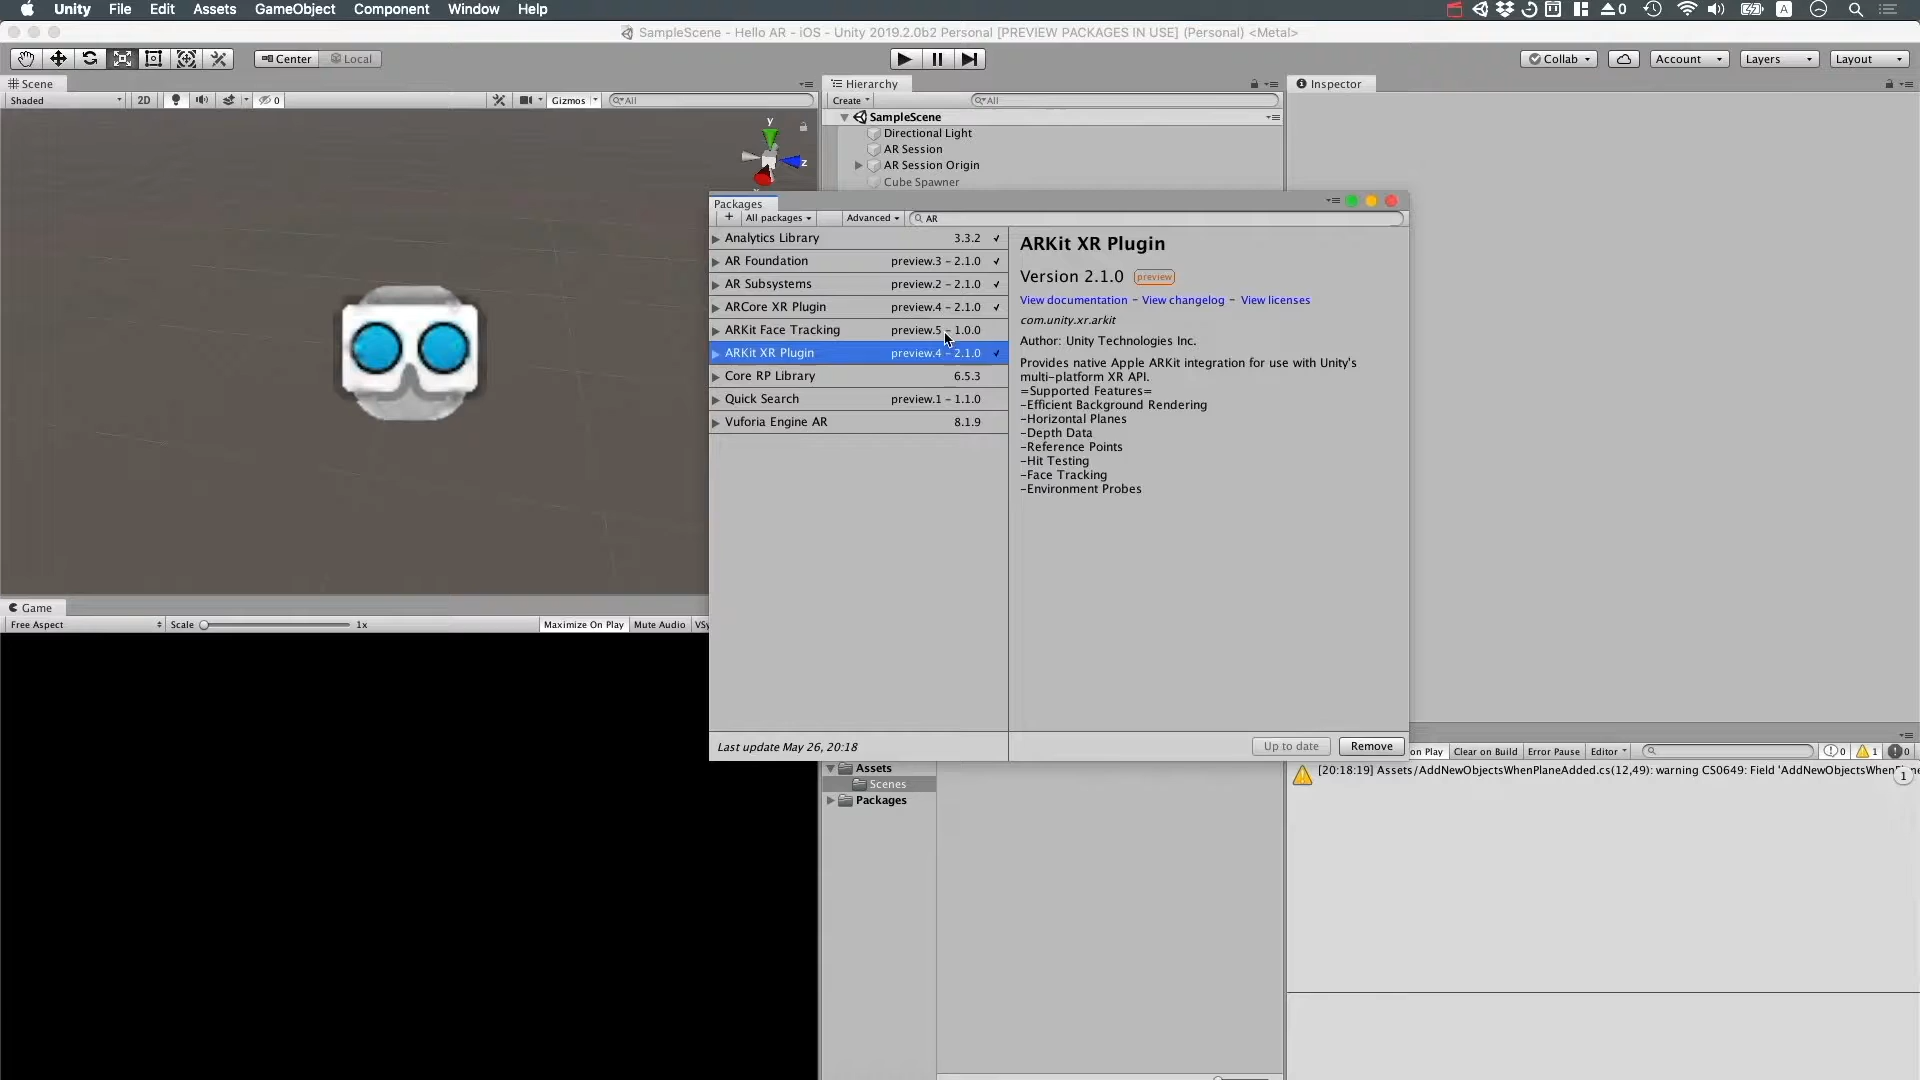 Unity File Edit Assets GameObject Component Window Help
SampleScene - Hello AR - iOS - Unity 2019.2.0b2 Personal [PREVIEW PACKAGES IN USE] (Personal) <Metal>
Center Local
Collab Account Layers Layout
Scene
Shaded 2D 0 Gizmos All
y
z
Hierarchy
Create All
SampleScene
Directional Light
AR Session
AR Session Origin
Cube Spawner
Inspector
Packages
+ All packages Advanced AR
Analytics Library 3.3.2 ✓
AR Foundation preview.3 – 2.1.0 ✓
AR Subsystems preview.2 – 2.1.0 ✓
ARCore XR Plugin preview.4 – 2.1.0 ✓
ARKit Face Tracking preview.5 – 1.0.0
ARKit XR Plugin preview.4 – 2.1.0 ✓
Core RP Library 6.5.3
Quick Search preview.1 – 1.1.0
Vuforia Engine AR 8.1.9
Last update May 26, 20:18
ARKit XR Plugin
Version 2.1.0 preview
View documentation - View changelog - View licenses
com.unity.xr.arkit
Author: Unity Technologies Inc.
Provides native Apple ARKit integration for use with Unity's
multi-platform XR API.
=Supported Features=
-Efficient Background Rendering
-Horizontal Planes
-Depth Data
-Reference Points
-Hit Testing
-Face Tracking
-Environment Probes
Up to date Remove
Game
Free Aspect Scale 1x Maximize On Play Mute Audio
Assets
Scenes
Packages
on Play Clear on Build Error Pause Editor 0 1 0
[20:18:19] Assets/AddNewObjectsWhenPlaneAdded.cs(12,49): warning CS0649: Field
1